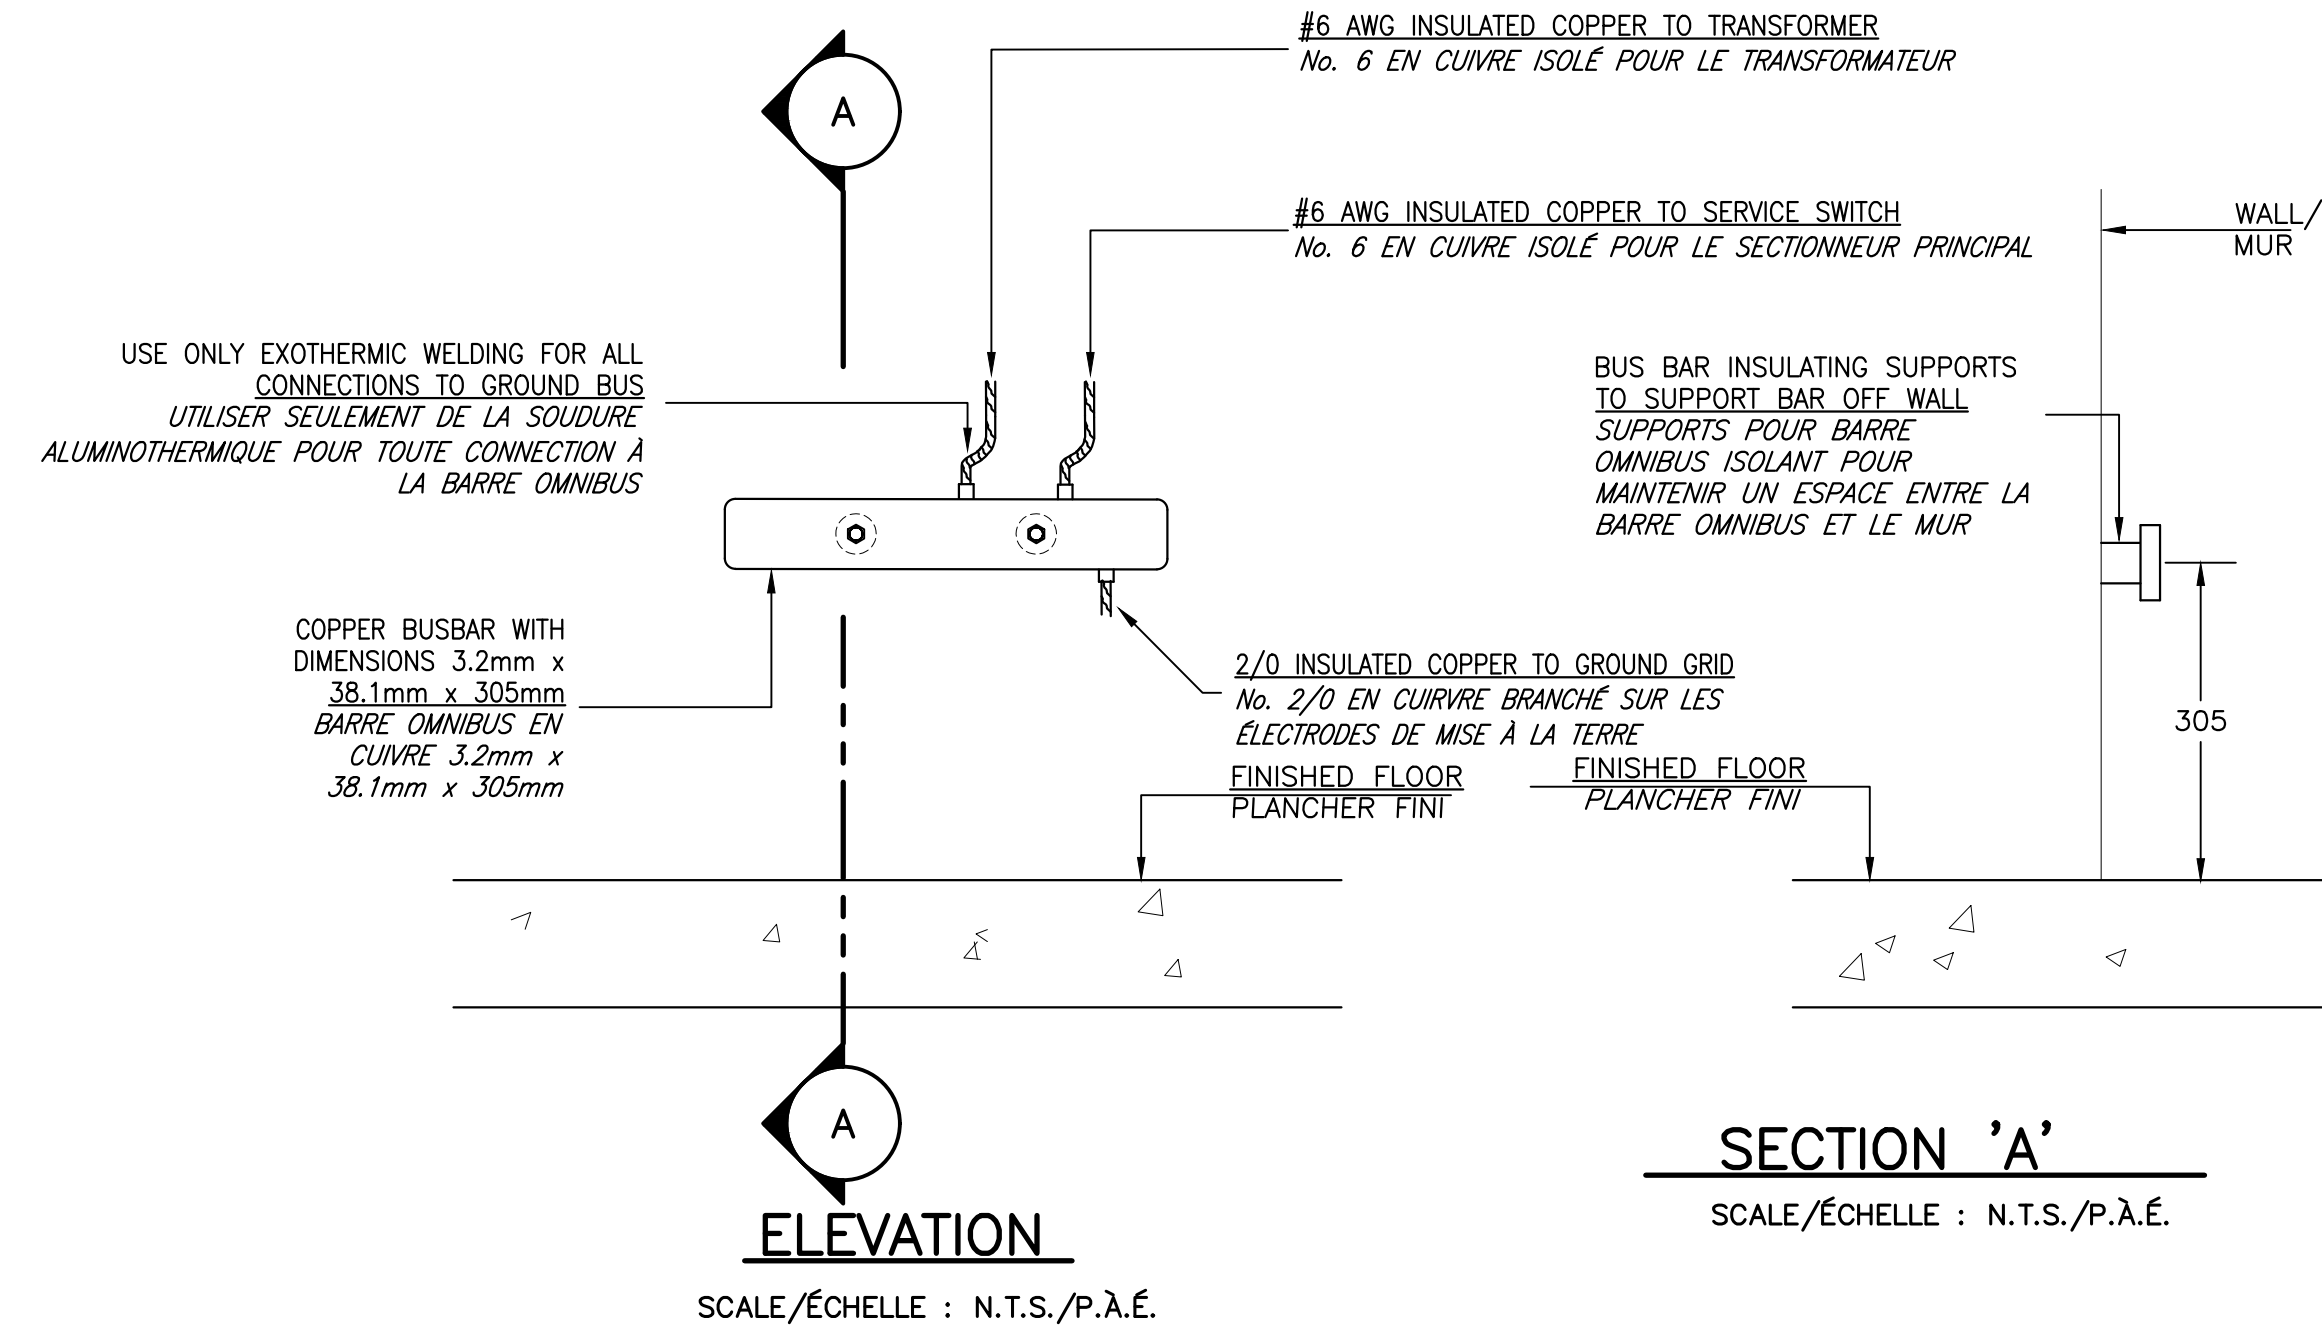 #6 AWG INSULATED COPPER TO TRANSFORMER
No. 6 EN CUIVRE ISOLÉ POUR LE TRANSFORMATEUR
A
#6 AWG INSULATED COPPER TO SERVICE SWITCH
No. 6 EN CUIVRE ISOLÉ POUR LE SECTIONNEUR PRINCIPAL
WALL/
MUR
USE ONLY EXOTHERMIC WELDING FOR ALL
CONNECTIONS TO GROUND BUS
UTILISER SEULEMENT DE LA SOUDURE
ALUMINOTHERMIQUE POUR TOUTE CONNECTION À
LA BARRE OMNIBUS
BUS BAR INSULATING SUPPORTS
TO SUPPORT BAR OFF WALL
SUPPORTS POUR BARRE
OMNIBUS ISOLANT POUR
MAINTENIR UN ESPACE ENTRE LA
BARRE OMNIBUS ET LE MUR
COPPER BUSBAR WITH
DIMENSIONS 3.2mm x
38.1mm x 305mm
BARRE OMNIBUS EN
CUIVRE 3.2mm x
38.1mm x 305mm
2/0 INSULATED COPPER TO GROUND GRID
No. 2/0 EN CUIRVRE BRANCHÉ SUR LES
ÉLECTRODES DE MISE À LA TERRE
305
FINISHED FLOOR
PLANCHER FINI
FINISHED FLOOR
PLANCHER FINI
A
ELEVATION
SCALE/ÉCHELLE : N.T.S./P.À.É.
SECTION 'A'
SCALE/ÉCHELLE : N.T.S./P.À.É.